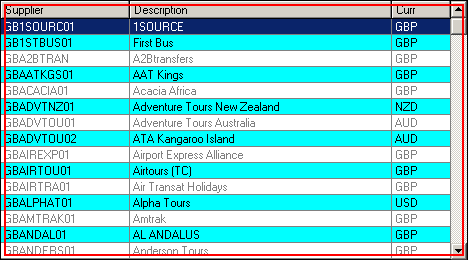 Supplier Description Curr
GB1SOURC01 1SOURCE GBP
GB1STBUS01 First Bus GBP
GBA2BTRAN A2Btransfers GBP
GBAATKGS01 AAT Kings GBP
GBACACIA01 Acacia Africa GBP
GBADVTNZ01 Adventure Tours New Zealand NZD
GBADVTOU01 Adventure Tours Australia AUD
GBADVTOU02 ATA Kangaroo Island AUD
GBAIREXP01 Airport Express Alliance GBP
GBAIRTOU01 Airtours (TC) GBP
GBAIRTRA01 Air Transat Holidays GBP
GBALPHAT01 Alpha Tours USD
GBAMTRAK01 Amtrak GBP
GBANDAL01 AL ANDALUS GBP
GBANDERS01 Anderson Tours GBP